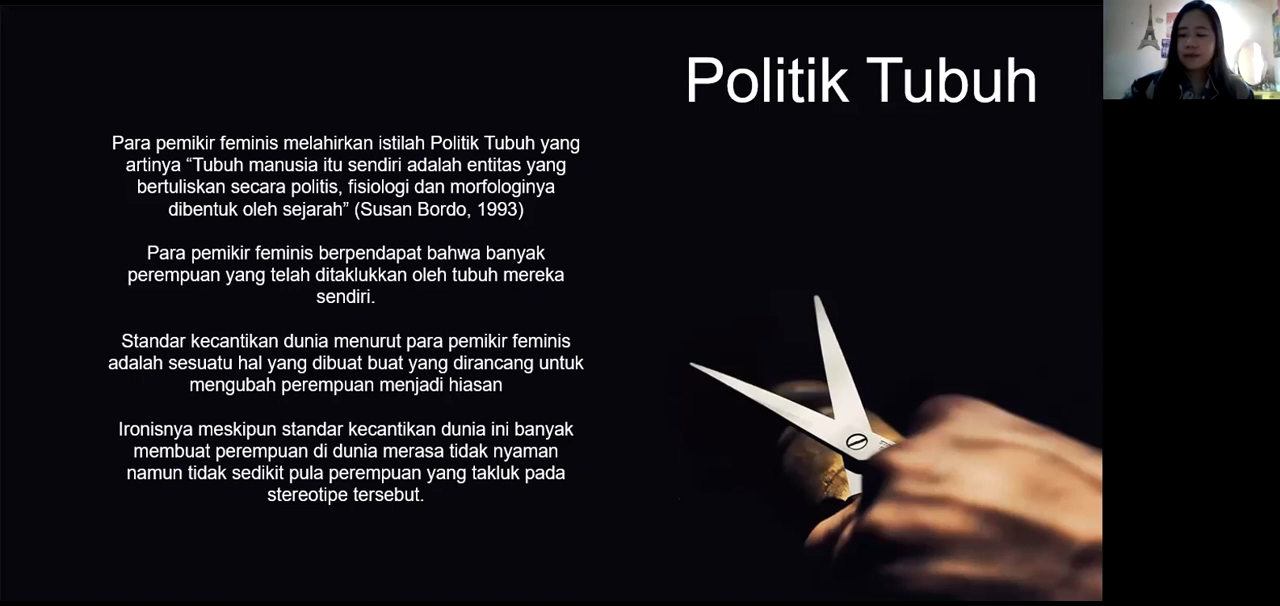 Politik Tubuh
Para pemikir feminis melahirkan istilah Politik Tubuh yang
artinya “Tubuh manusia itu sendiri adalah entitas yang
bertuliskan secara politis, fisiologi dan morfologinya
dibentuk oleh sejarah” (Susan Bordo, 1993)
Para pemikir feminis berpendapat bahwa banyak
perempuan yang telah ditaklukkan oleh tubuh mereka
sendiri.
Standar kecantikan dunia menurut para pemikir feminis
adalah sesuatu hal yang dibuat buat yang dirancang untuk
mengubah perempuan menjadi hiasan
Ironisnya meskipun standar kecantikan dunia ini banyak
membuat perempuan di dunia merasa tidak nyaman
namun tidak sedikit pula perempuan yang takluk pada
stereotipe tersebut.